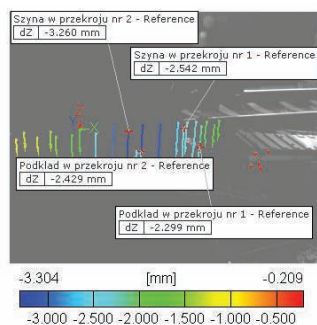 Szyna w przekroju nr 2 - Reference
dZ -3.260 mm
Szyna w przekroju nr 1 - Reference
dZ -2.542 mm
Y X
Podkład w przekroju nr 2 - Reference
dZ -2.429 mm
Podkład w przekroju nr 1 - Reference
dZ -2.299 mm
-3.304 [mm] -0.209
-3.000 -2.500 -2.000 -1.500 -1.000 -0.500